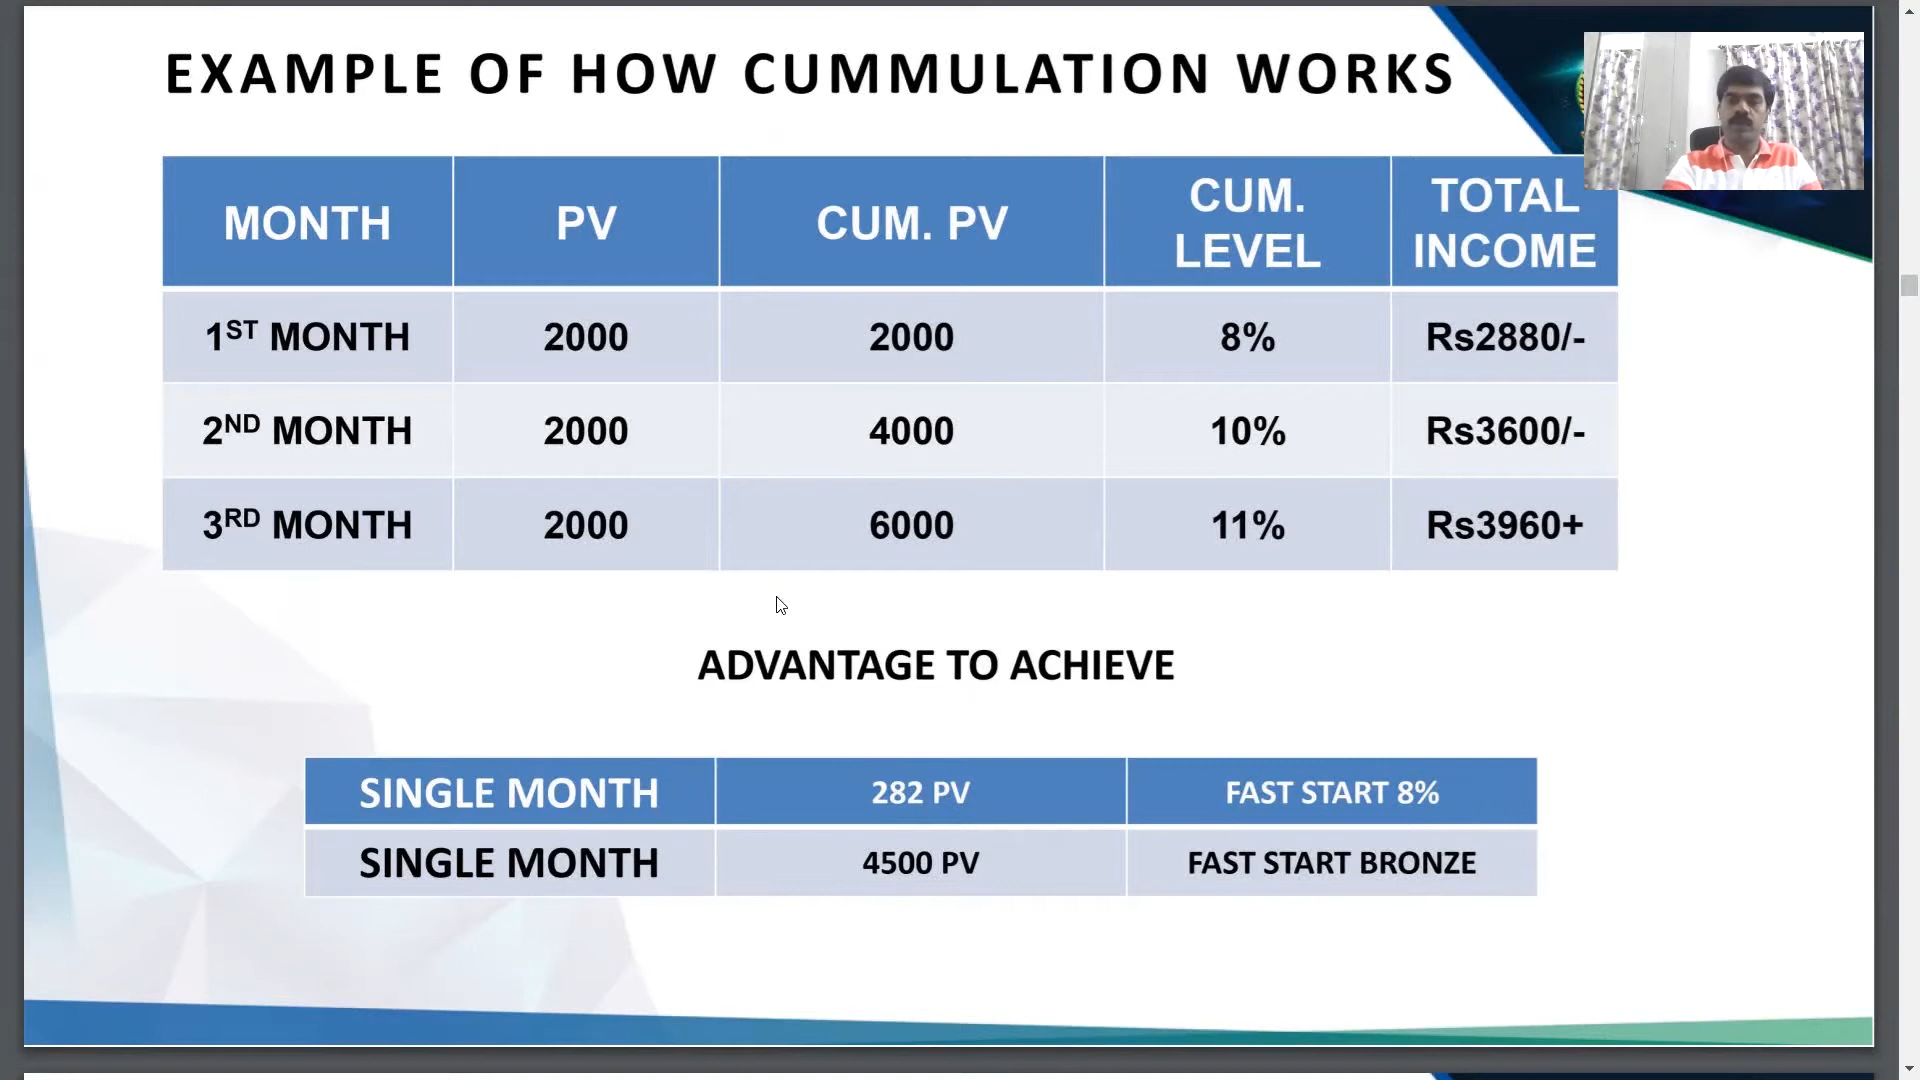 EXAMPLE OF HOW CUMMULATION WORKS
MONTH PV CUM. PV CUM. LEVEL TOTAL INCOME
1ST MONTH 2000 2000 8% Rs2880/-
2ND MONTH 2000 4000 10% Rs3600/-
3RD MONTH 2000 6000 11% Rs3960+
ADVANTAGE TO ACHIEVE
SINGLE MONTH 282 PV FAST START 8%
SINGLE MONTH 4500 PV FAST START BRONZE